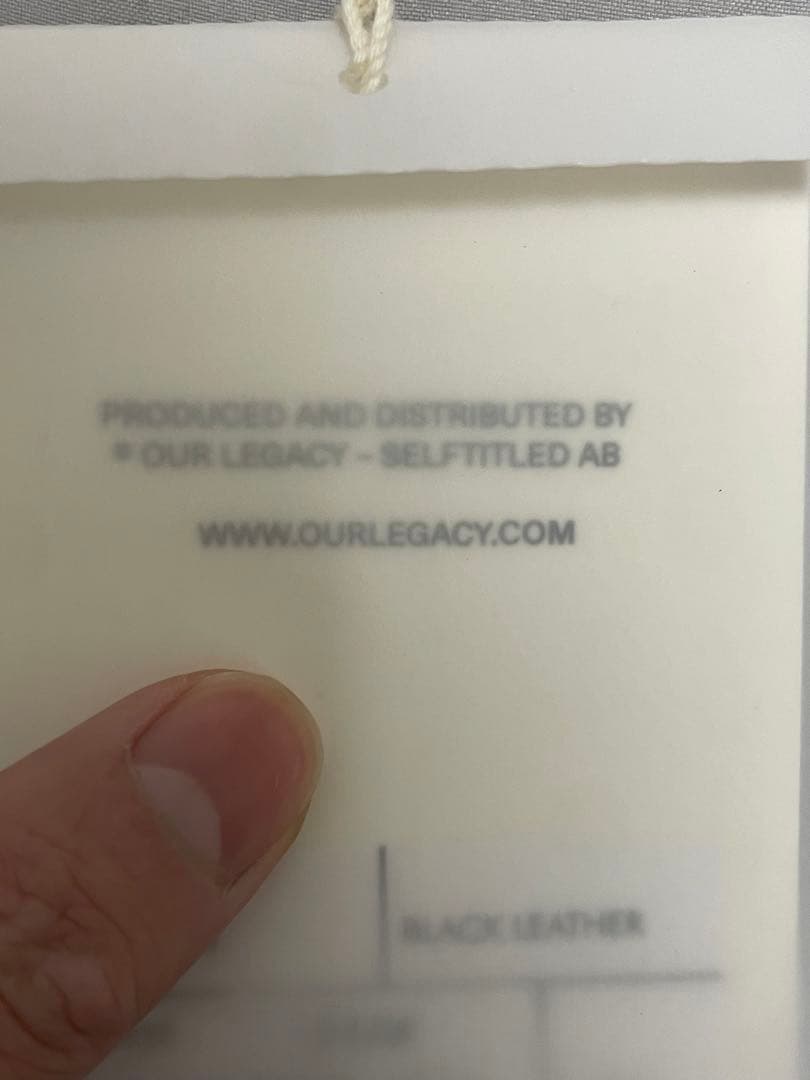 PRODUCED AND DISTRIBUTED BY
® OUR LEGACY – SELFTITLED AB
WWW.OURLEGACY.COM
BLACK LEATHER